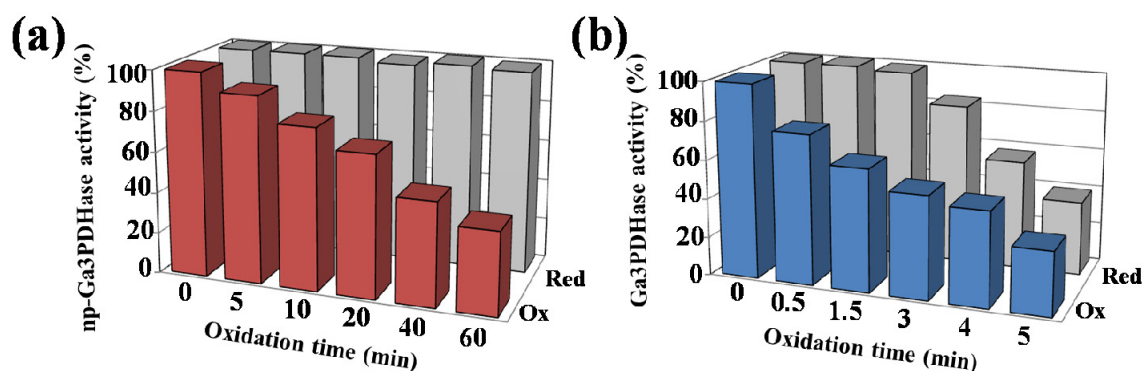 (a)
np-Ga3PDHase activity (%)
100
80
60
40
20
0
0
5
10
20
40
60
Oxidation time (min)
Red
Ox
(b)
Ga3PDHase activity (%)
100
80
60
40
20
0
0
0.5
1.5
3
4
5
Oxidation time (min)
Red
Ox